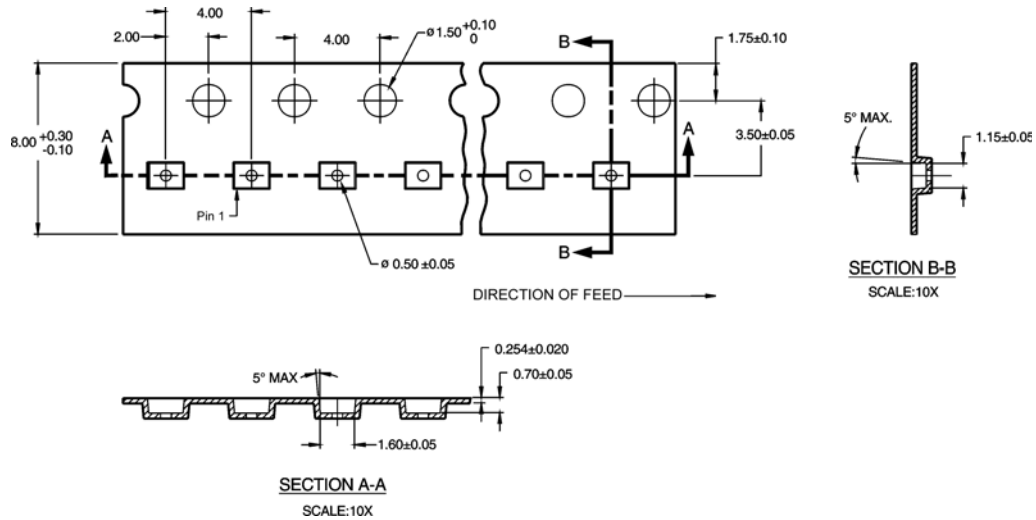 4.00
2.00
4.00
ø1.50 +0.10
0
B
1.75±0.10
8.00 +0.30
-0.10
A
A
3.50±0.05
5° MAX.
1.15±0.05
Pin 1
ø 0.50 ±0.05
B
DIRECTION OF FEED
SECTION B-B
SCALE:10X
0.254±0.020
5° MAX
0.70±0.05
1.60±0.05
SECTION A-A
SCALE:10X